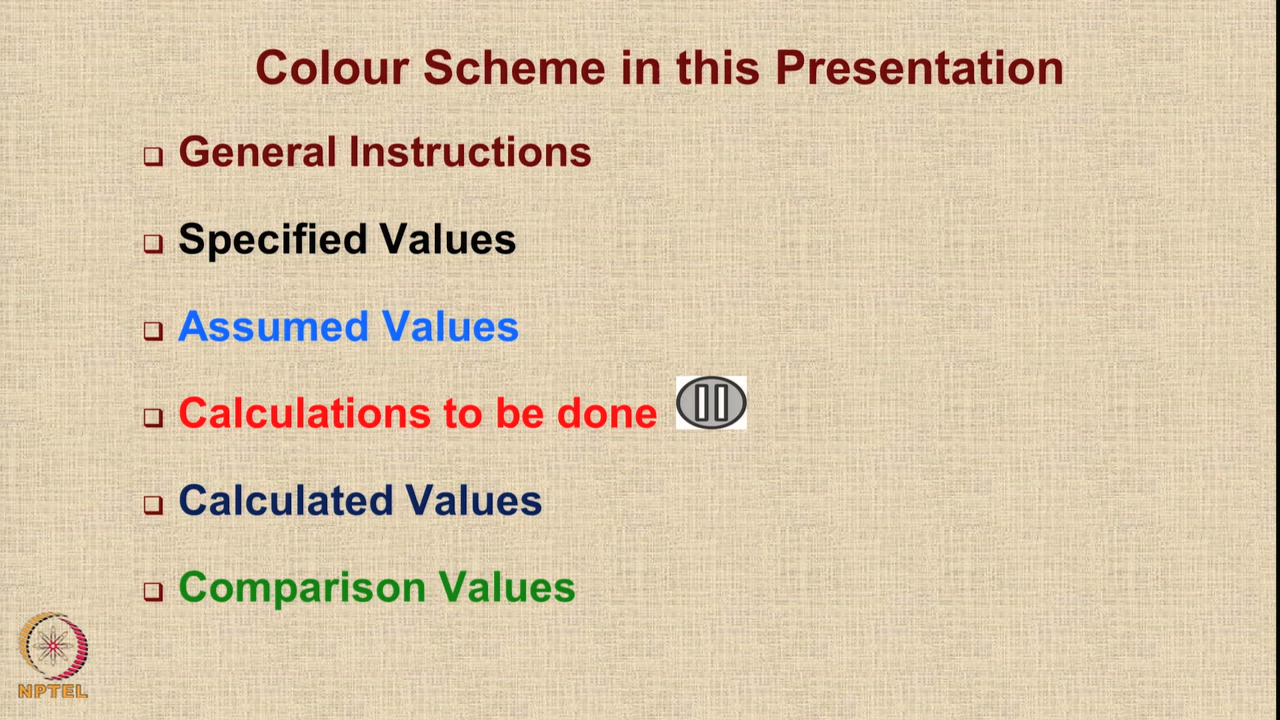 Colour Scheme in this Presentation
General Instructions
Specified Values
Assumed Values
Calculations to be done
Calculated Values
Comparison Values
NPTEL